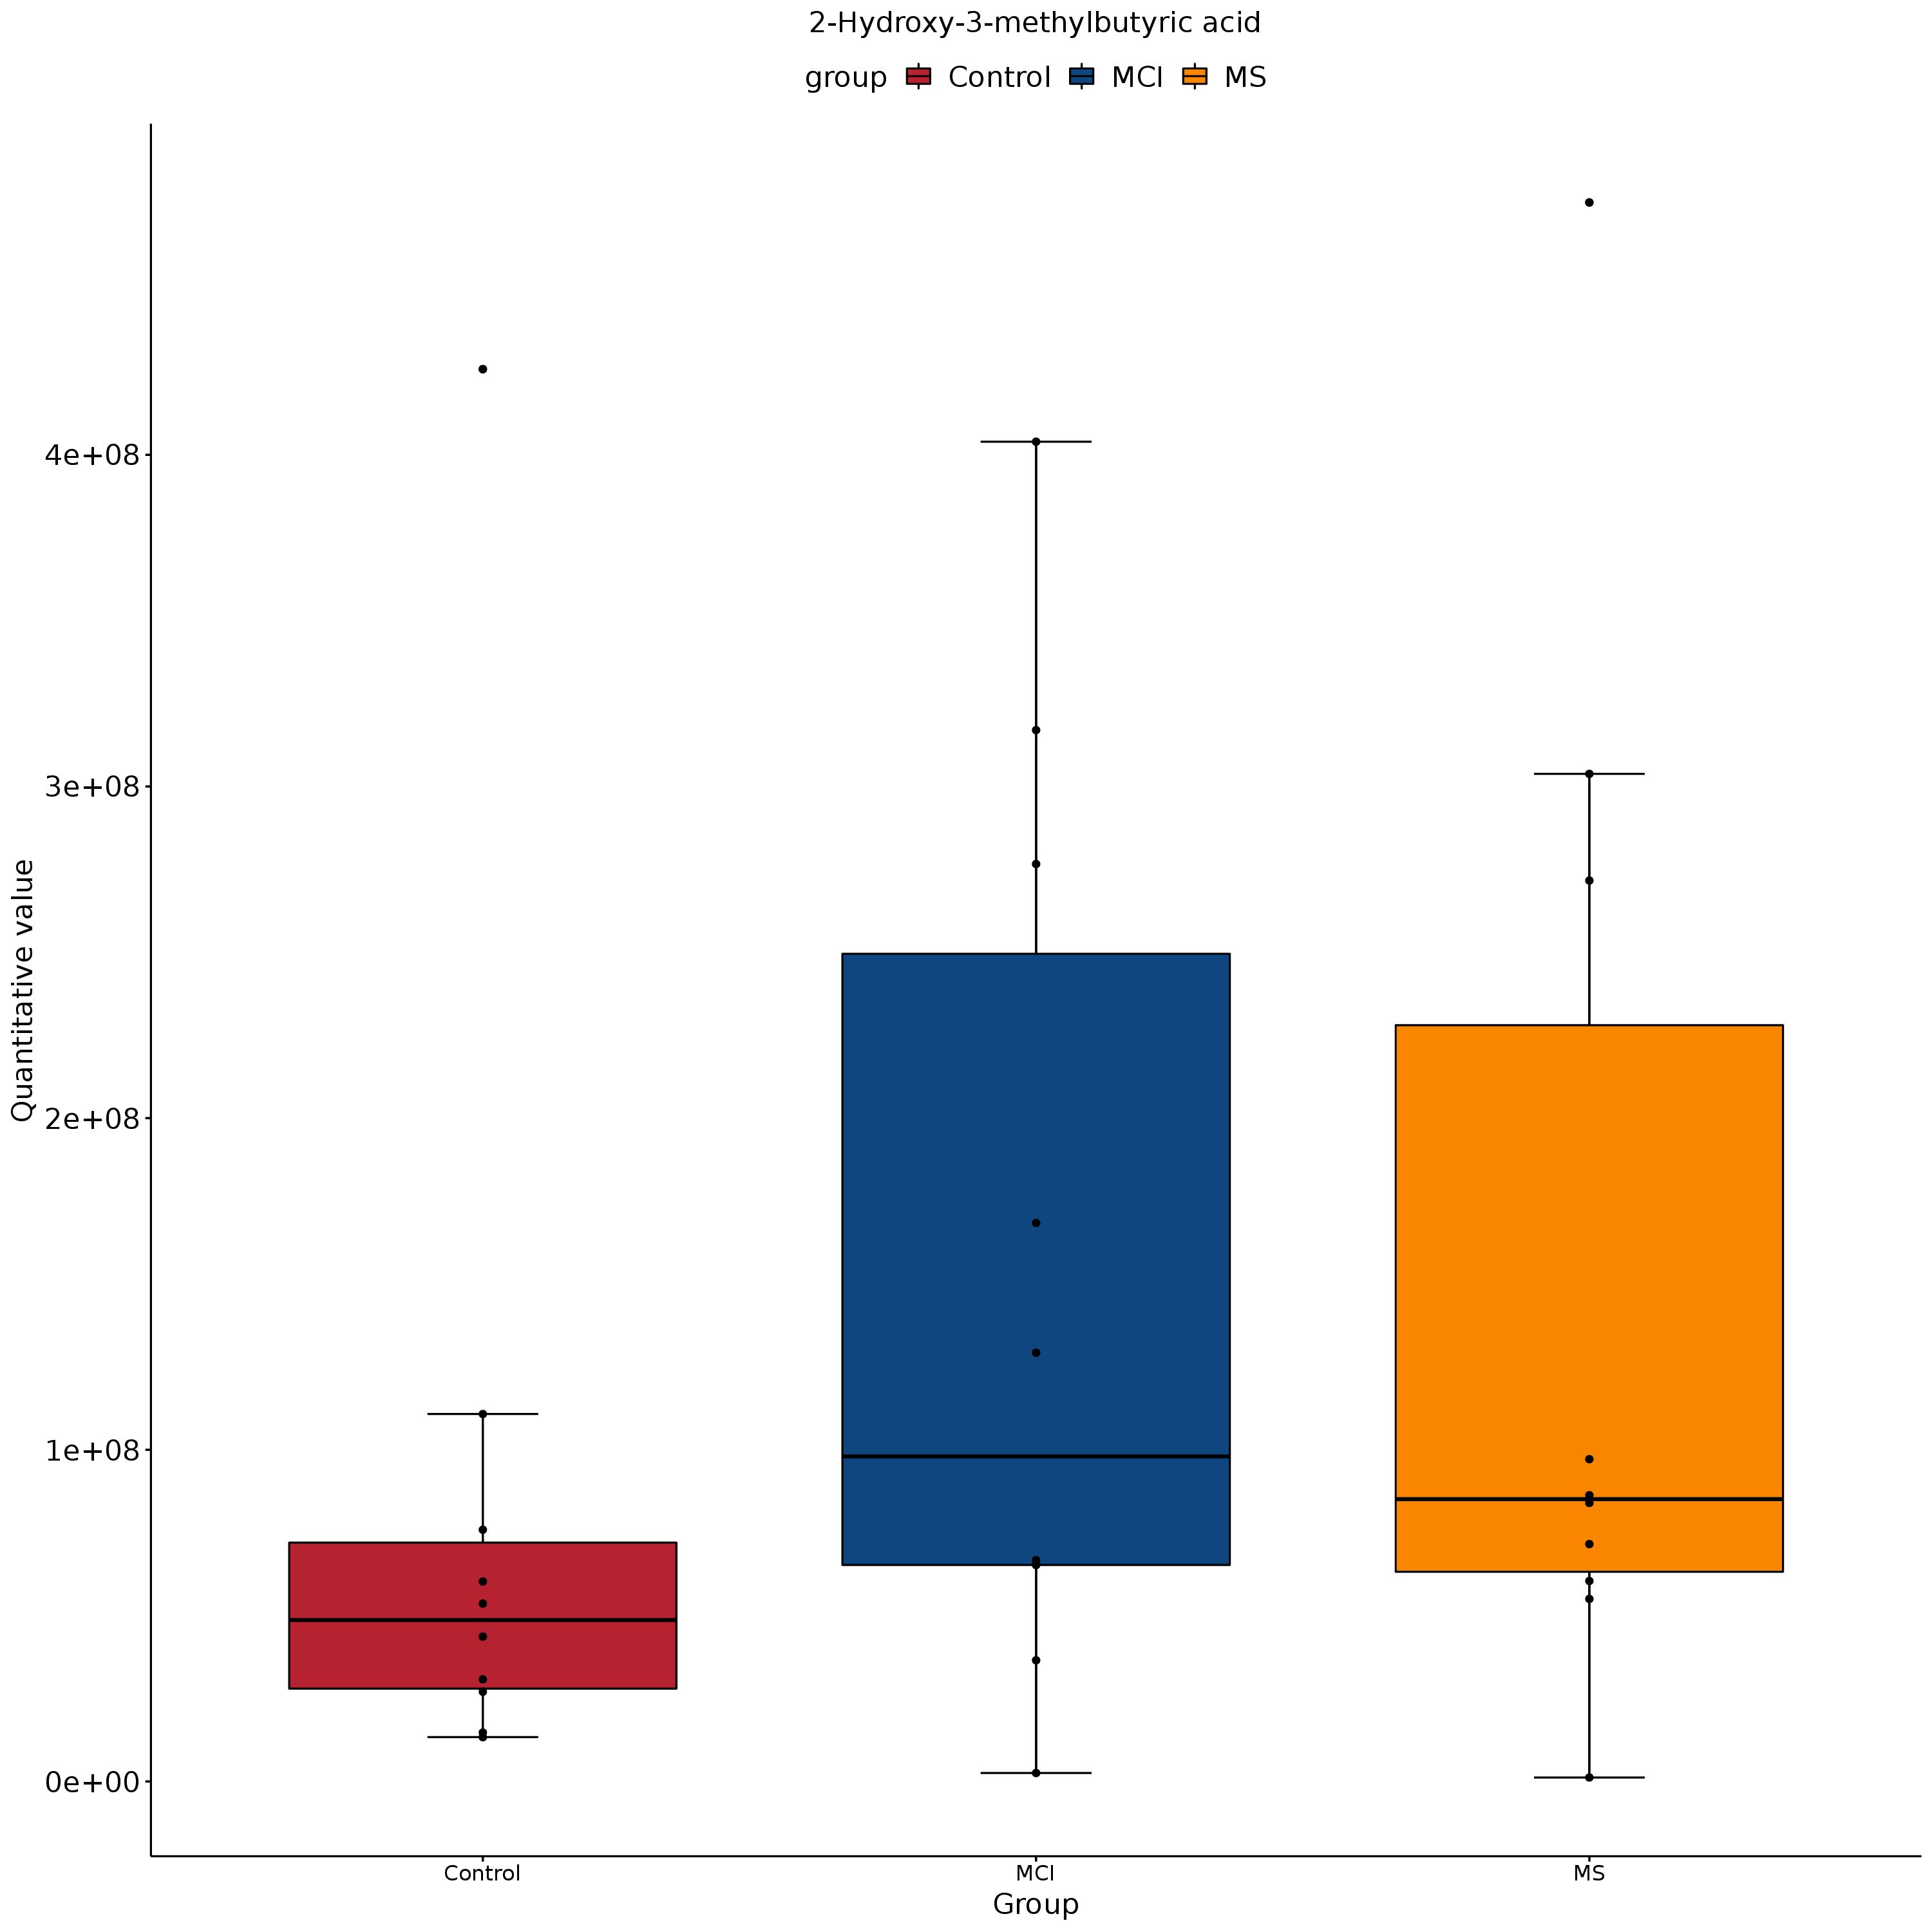 2-Hydroxy-3-methylbutyric acid
group Control MCI MS
Quantitative value
4e+08
3e+08
2e+08
1e+08
0e+00
Control MCI MS
Group